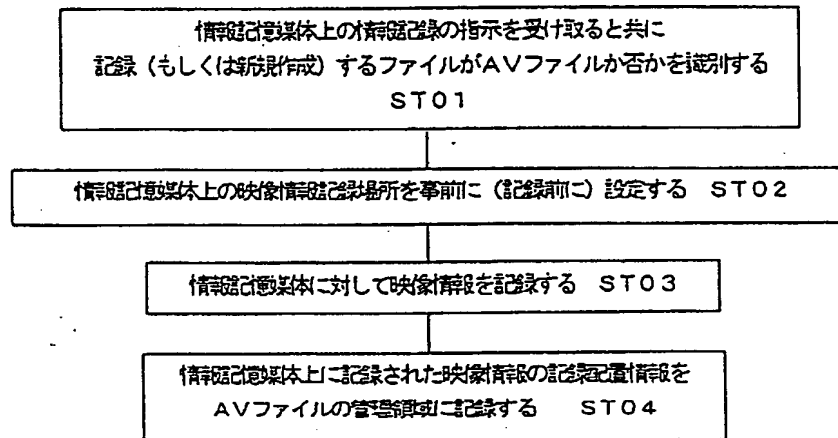 情報記憶媒体上の情報記録の指示を受け取ると共に
記録（もしくは新規作成）するファイルがAVファイルか否かを識別する
ST01
情報記憶媒体上の映像情報記録場所を事前に（記録前に）設定する ST02
情報記憶媒体に対して映像情報を記録する ST03
情報記憶媒体上に記録された映像情報の記録配置情報を
AVファイルの管理領域に記録する ST04